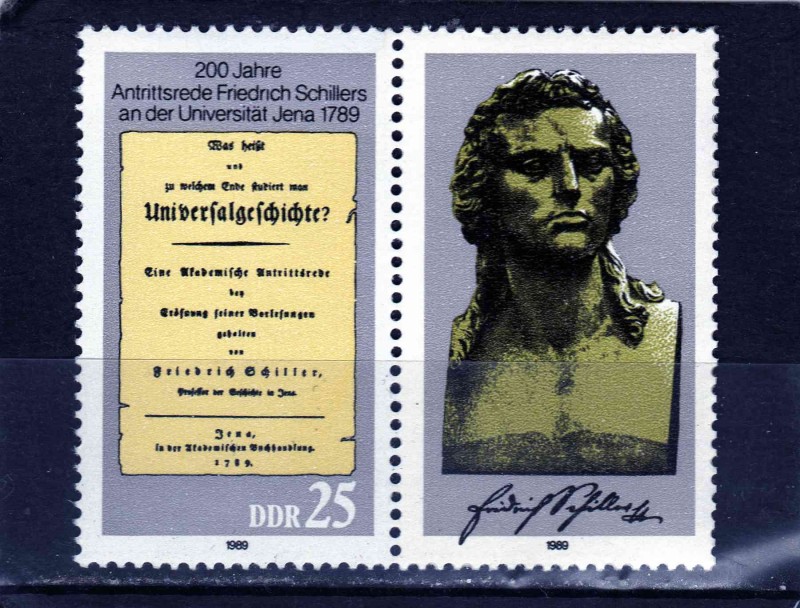 200 Jahre
Antrittsrede Friedrich Schillers
an der Universität Jena 1789
Was heißt
und
zu welchem Ende studiert man
Universalgeschichte?
Eine Akademische Antrittsrede
bey
Eröfnung seiner Vorlesungen
gehalten
von
Friedrich Schiller,
Professor der Geschichte in Jena.
Jena,
In der Akademischen Buchhandlung.
1789.
DDR 25
1989
Fridrich Schiller
1989